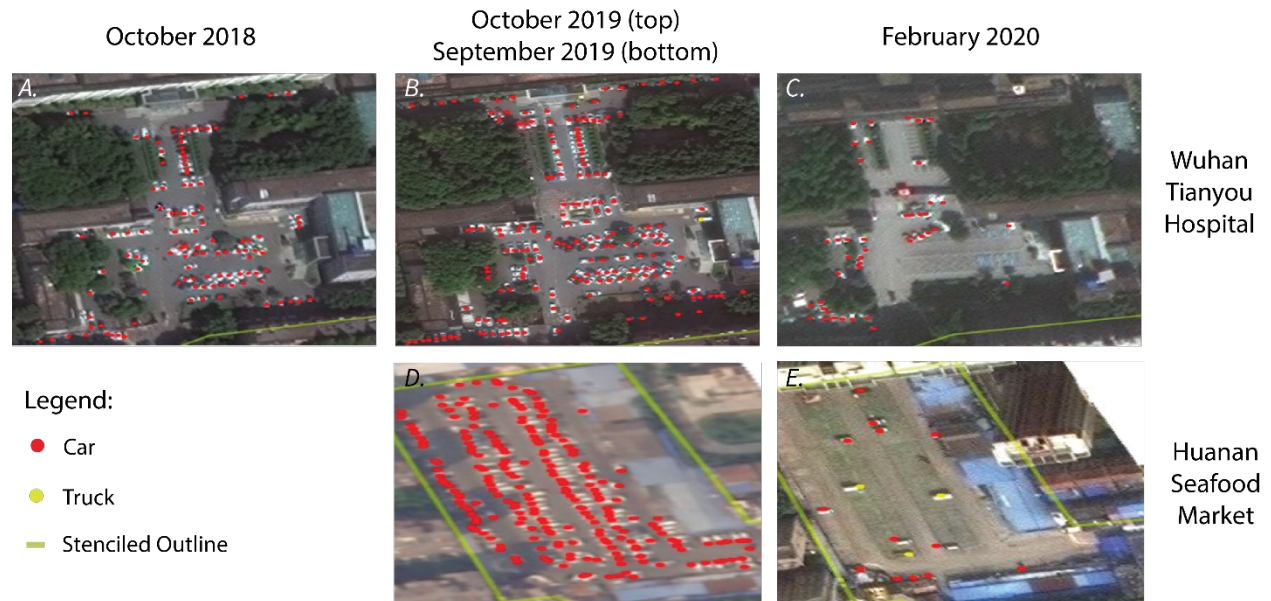 October 2018
October 2019 (top)
September 2019 (bottom)
February 2020
A.
B.
C.
Wuhan
Tianyou
Hospital
D.
E.
Legend:
Car
Truck
Stenciled Outline
Huanan
Seafood
Market